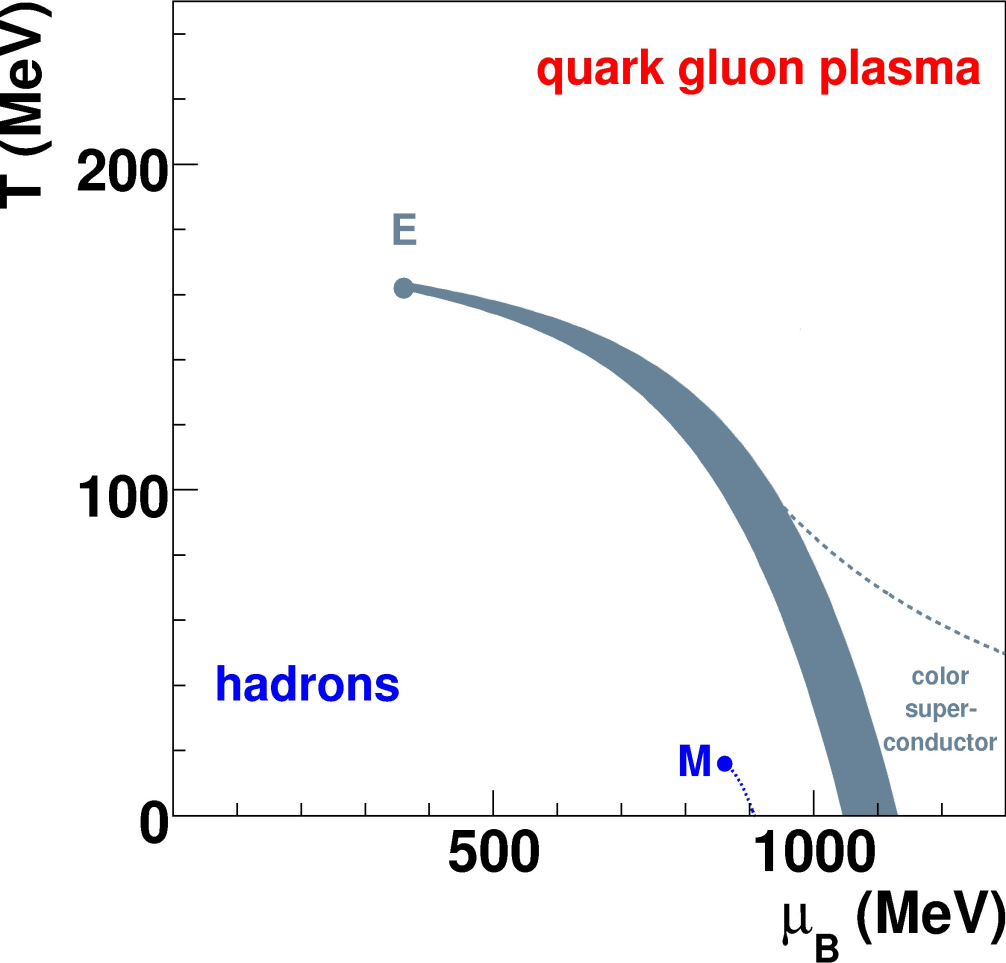 T (MeV)
quark gluon plasma
200
E
100
hadrons
color
super-
conductor
M
0
500
1000
μB (MeV)